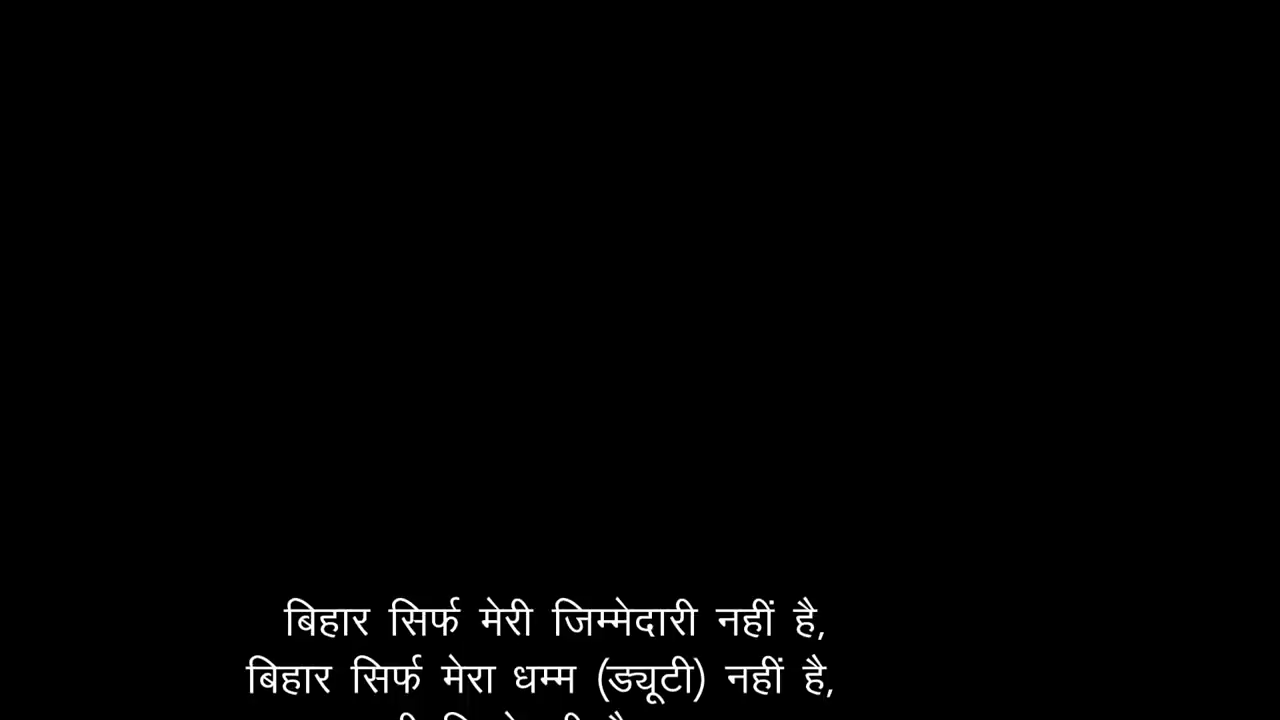 बिहार सिर्फ मेरी जिम्मेदारी नहीं है,
बिहार सिर्फ मेरा धम्म (ड्यूटी) नहीं है,